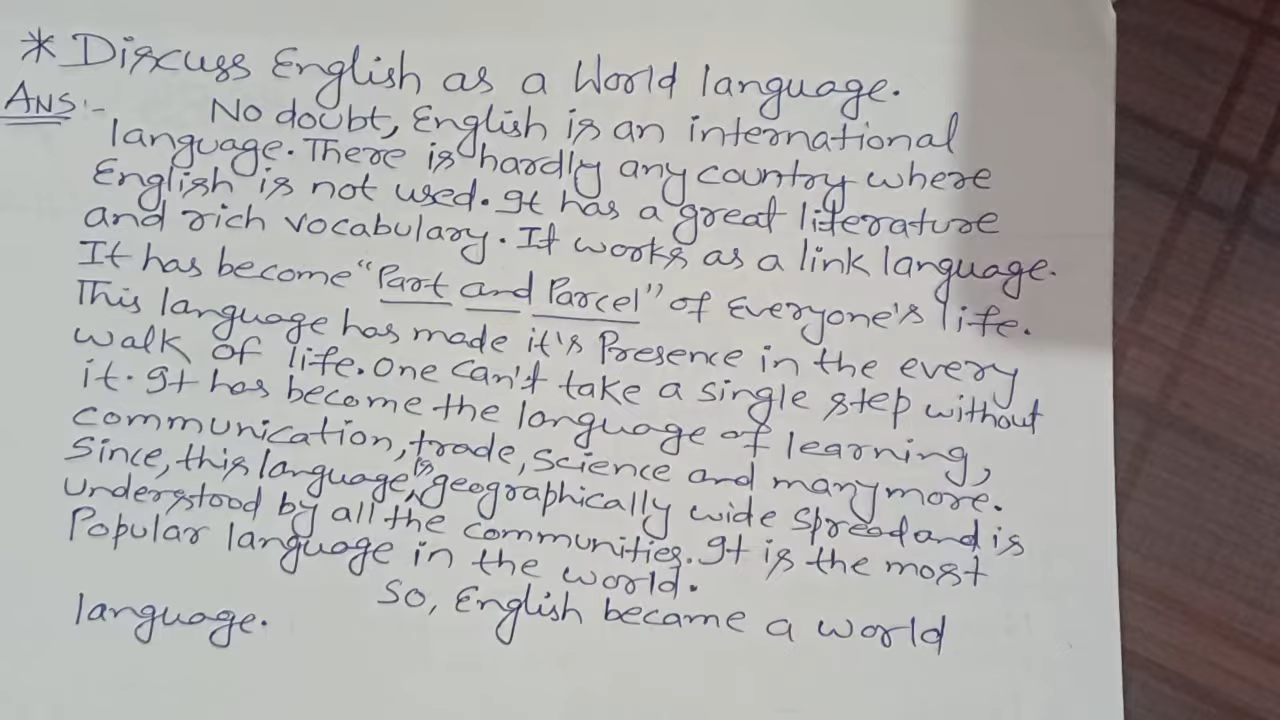 * Discuss English as a World language.
ANS:- No doubt, English is an international
language. There is hardly any country where
English is not used. It has a great literature
and rich vocabulary. It works as a link language.
It has become "Part and Parcel" of Everyone's life.
This language has made it's Presence in the every
walk of life. One can't take a single step without
it. It has become the language of learning,
communication, trade, science and many more.
Since, this language is geographically wide spread and is
understood by all the communities. It is the most
Popular language in the world.
So, English became a world
language.